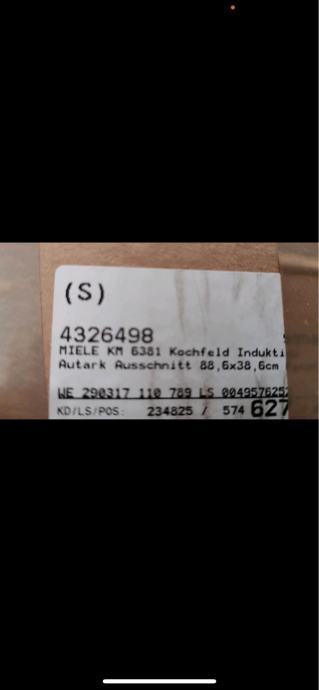 (S)
4326498
MIELE KM 6381 Kochfeld Indukti
Autark Ausschnitt 88,6x38,6cm
WE 290317 110 789 LS 004957625
KD/LS/POS: 234825 / 574 627